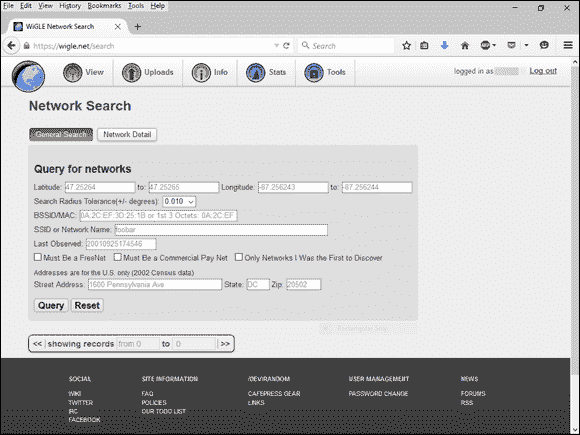 File Edit View History Bookmarks Tools Help
WiGLE Network Search
https://wigle.net/search
Search
View Uploads Info Stats Tools logged in as Log out
Network Search
General Search Network Detail
Query for networks
Latitude: 47.25264 to: 47.25265 Longitude: -87.256243 to: -87.256244
Search Radius Tolerance(+/- degrees): 0.010
BSSID/MAC: 0A:2C:EF:3D:25:1B or 1st 3 Octets: 0A:2C:EF
SSID or Network Name: foobar
Last Observed: 20010925174546
Must Be a FreeNet Must Be a Commercial Pay Net Only Networks I Was the First to Discover
Addresses are for the U.S. only (2002 Census data)
Street Address: 1600 Pennsylvania Ave State: DC Zip: 20502
Query Reset
<< showing records from 0 to 0 >>
SOCIAL SITE INFORMATION /DEV/RANDOM USER MANAGEMENT NEWS
WIKI FAQ CAFEPRESS GEAR PASSWORD CHANGE FORUMS
TWITTER POLICIES LINKS RSS
IRC OUR TODO LIST
FACEBOOK